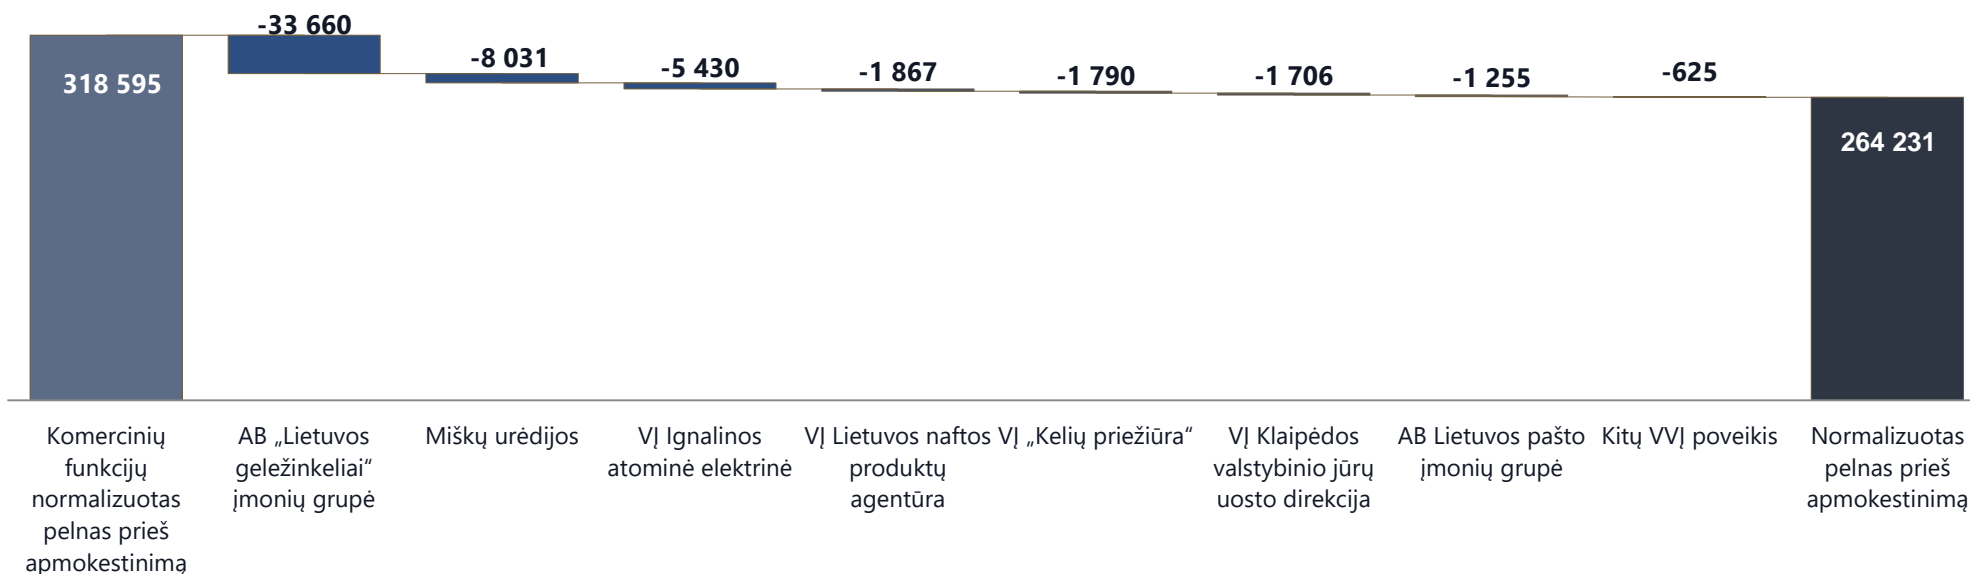 -33 660
318 595
-8 031
-5 430
-1 867
-1 790
-1 706
-1 255
-625
264 231
Komercinių
funkcijų
normalizuotas
pelnas prieš
apmokestinimą
AB „Lietuvos
geležinkeliai“
įmonių grupė
Miškų urėdijos
VĮ Ignalinos
atominė elektrinė
VĮ Lietuvos naftos
produktų
agentūra
VĮ „Kelių priežiūra“
VĮ Klaipėdos
valstybinio jūrų
uosto direkcija
AB Lietuvos pašto
įmonių grupė
Kitų VVĮ poveikis
Normalizuotas
pelnas prieš
apmokestinimą